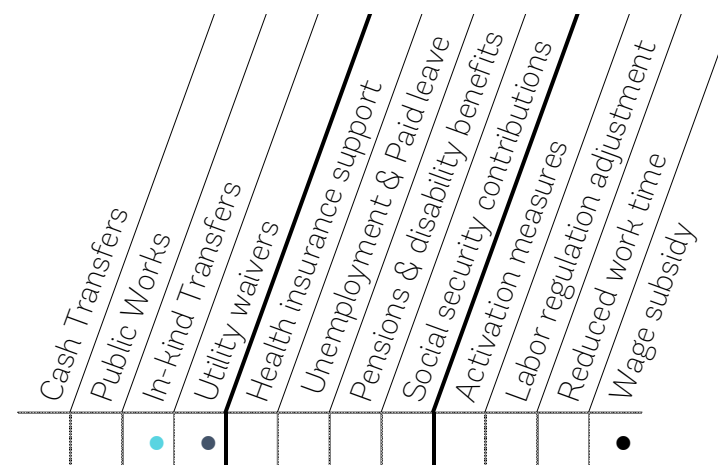 Cash Transfers
Public Works
In-kind Transfers
Utility waivers
Health insurance support
Unemployment & Paid leave
Pensions & disability benefits
Social security contributions
Activation measures
Labor regulation adjustment
Reduced work time
Wage subsidy